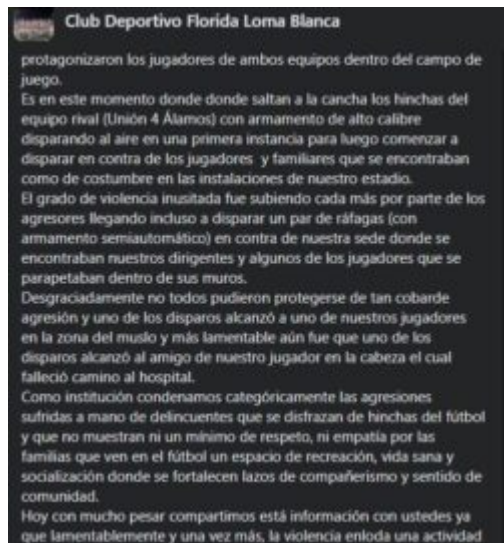 Club Deportivo Florida Loma Blanca
protagonizaron los jugadores de ambos equipos dentro del campo de
juego.
Es en este momento donde donde saltan a la cancha los hinchas del
equipo rival (Unión 4 Álamos) con armamento de alto calibre
disparando al aire en una primera instancia para luego comenzar a
disparar en contra de los jugadores y familiares que se encontraban
como de costumbre en las instalaciones de nuestro estadio.
El grado de violencia inusitada fue subiendo cada más por parte de los
agresores llegando incluso a disparar un par de ráfagas (con
armamento semiautomático) en contra de nuestra sede donde se
encontraban nuestros dirigentes y algunos de los jugadores que se
parapetaban dentro de sus muros.
Desgraciadamente no todos pudieron protegerse de tan cobarde
agresión y uno de los disparos alcanzó a uno de nuestros jugadores
en la zona del muslo y más lamentable aún fue que uno de los
disparos alcanzó al amigo de nuestro jugador en la cabeza el cual
falleció camino al hospital.
Como institución condenamos categóricamente las agresiones
sufridas a mano de delincuentes que se disfrazan de hinchas del fútbol
y que no muestran ni un mínimo de respeto, ni empatía por las
familias que ven en el fútbol un espacio de recreación, vida sana y
socialización donde se fortalecen lazos de compañerismo y sentido de
comunidad.
Hoy con mucho pesar compartimos está información con ustedes ya
que lamentablemente y una vez más, la violencia enloda una actividad